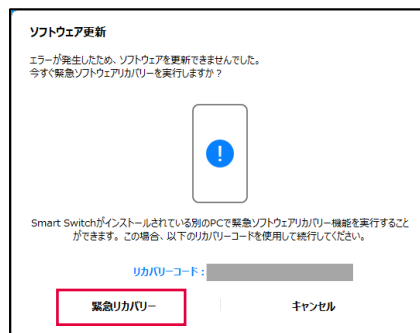 ソフトウェア更新
エラーが発生したため、ソフトウェアを更新できませんでした。
今すぐ緊急ソフトウェアリカバリーを実行しますか？
Smart Switchがインストールされている別のPCで緊急ソフトウェアリカバリー機能を実行すること
ができます。この場合、以下のリカバリーコードを使用して続行してください。
リカバリーコード：
緊急リカバリー
キャンセル